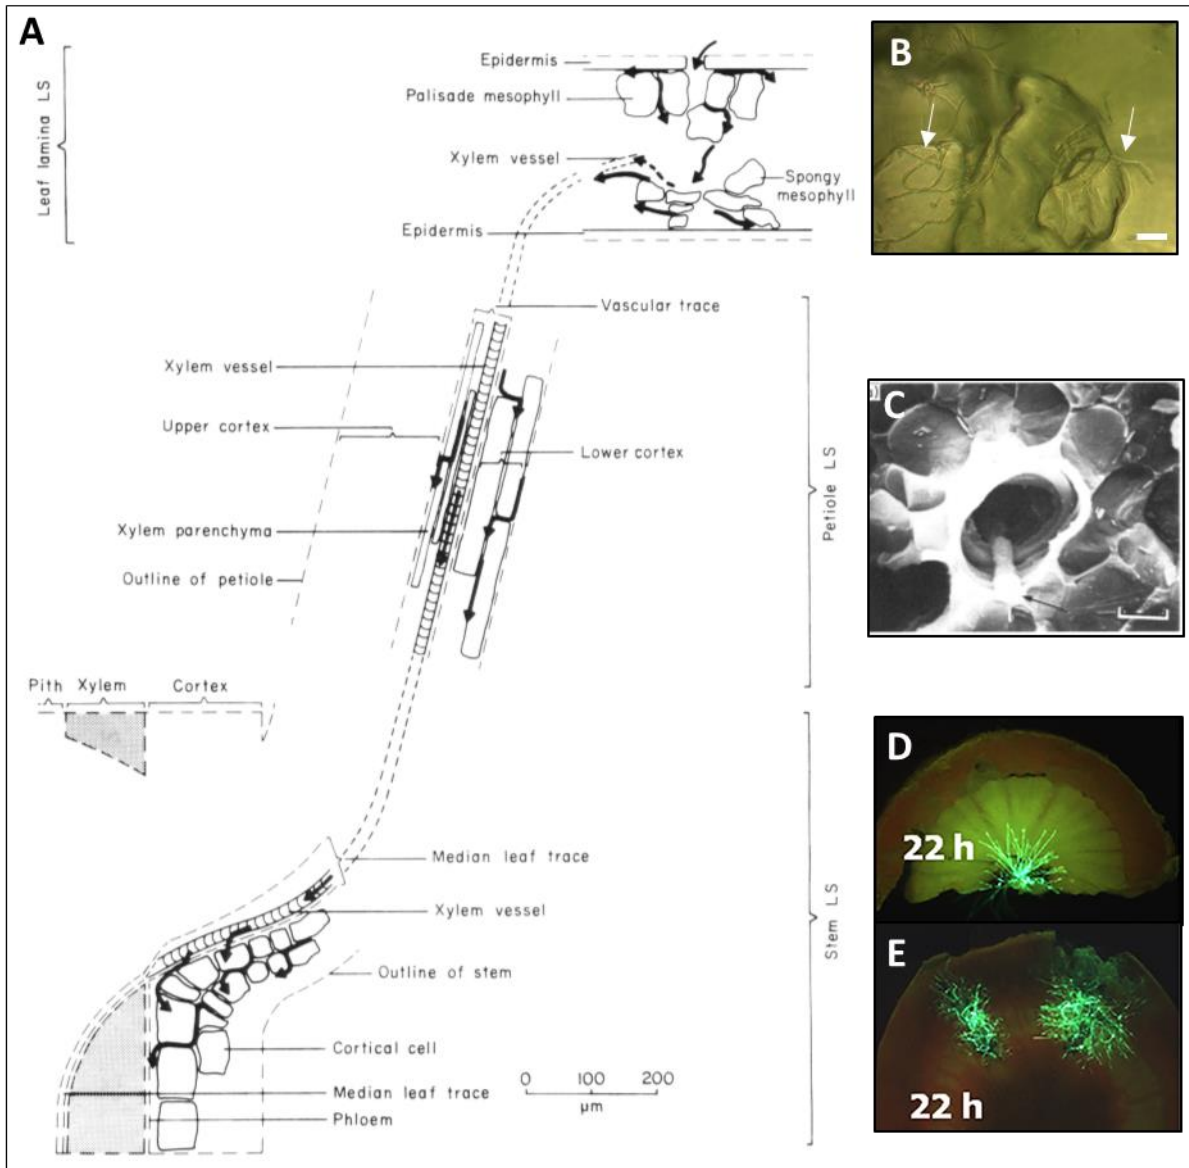 A
Leaf lamina LS
Epidermis
Palisade mesophyll
Xylem vessel
Spongy
mesophyll
Epidermis
Vascular trace
Xylem vessel
Upper cortex
Lower cortex
Xylem parenchyma
Outline of petiole
Petiole LS
Pith Xylem Cortex
Median leaf trace
Xylem vessel
Outline of stem
Cortical cell
Median leaf trace
Phloem
0 100 200
µm
Stem LS
B
C
D
22 h
E
22 h